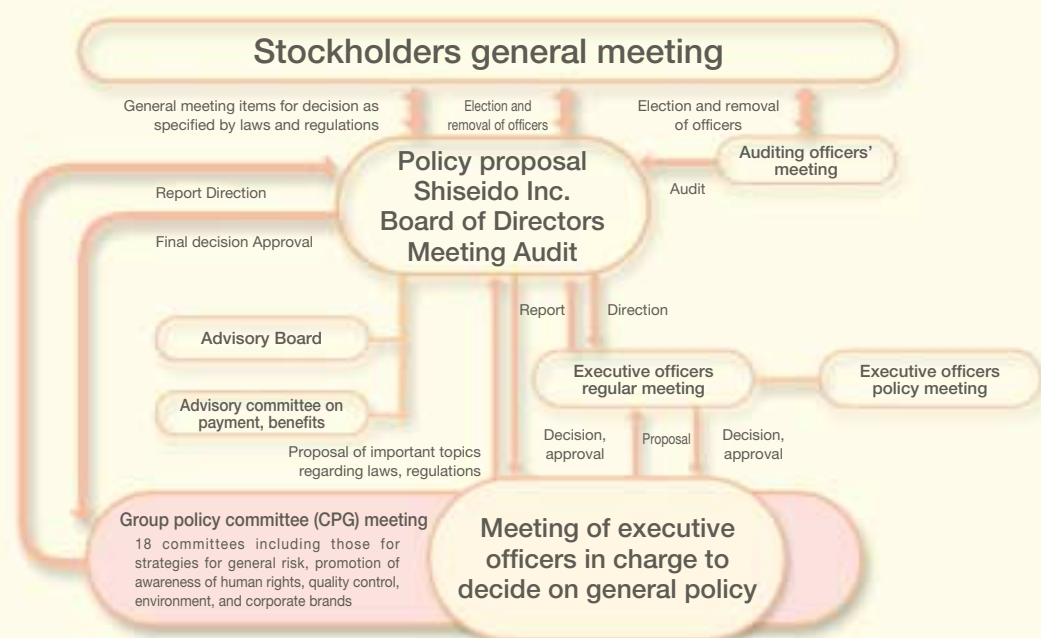 Stockholders general meeting
General meeting items for decision as
specified by laws and regulations
Election and
removal of officers
Election and removal
of officers
Auditing officers'
meeting
Audit
Policy proposal
Shiseido Inc.
Board of Directors
Meeting Audit
Report Direction
Final decision Approval
Report
Direction
Advisory Board
Advisory committee on
payment, benefits
Executive officers
regular meeting
Executive officers
policy meeting
Proposal of important topics
regarding laws, regulations
Decision,
approval
Proposal
Decision,
approval
Group policy committee (CPG) meeting
18 committees including those for
strategies for general risk, promotion of
awareness of human rights, quality control,
environment, and corporate brands
Meeting of executive
officers in charge to
decide on general policy